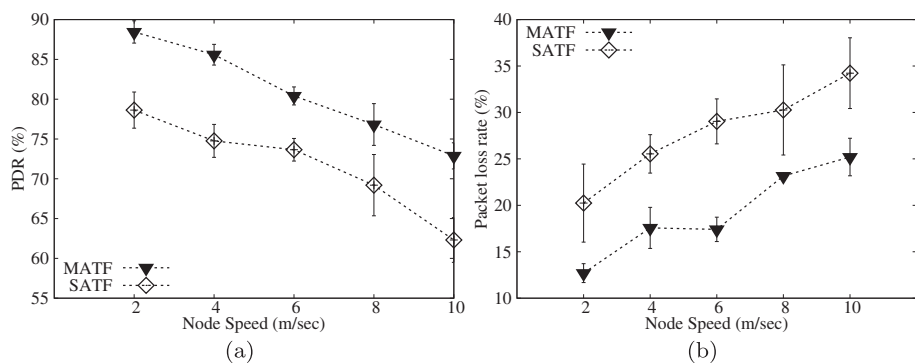 90
85
80
75
70
65
60
55
PDR (%)
MATF
SATF
2 4 6 8 10
Node Speed (m/sec)
(a)
40
35
30
25
20
15
10
Packet loss rate (%)
MATF
SATF
2 4 6 8 10
Node Speed (m/sec)
(b)